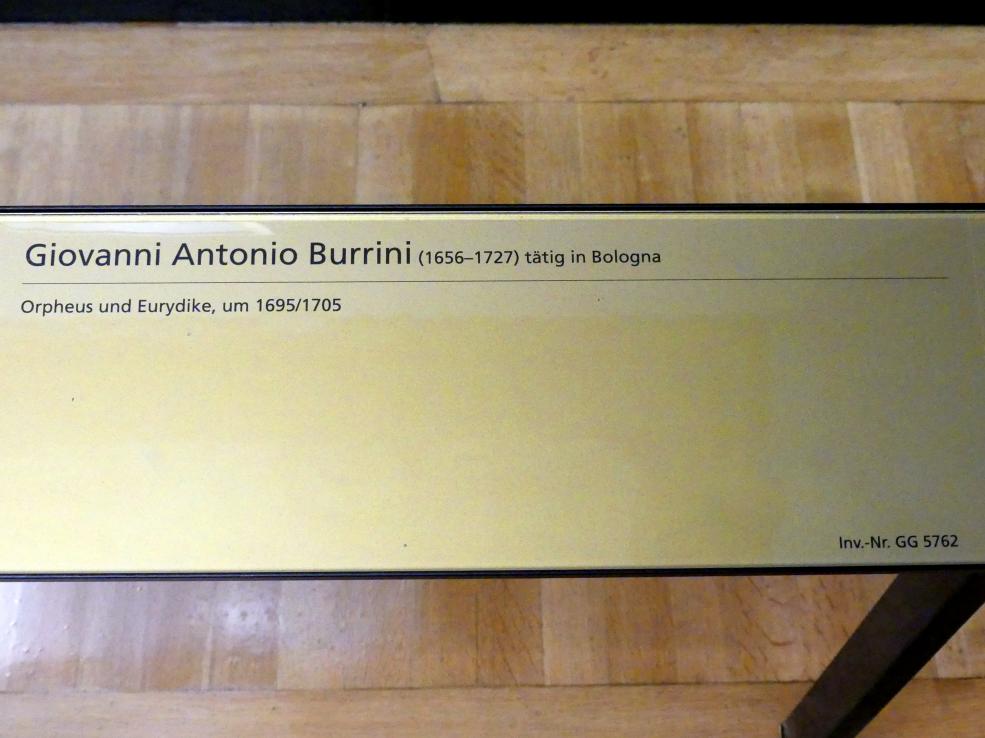 Giovanni Antonio Burrini (1656–1727) tätig in Bologna
Orpheus und Eurydike, um 1695/1705
Inv.-Nr. GG 5762